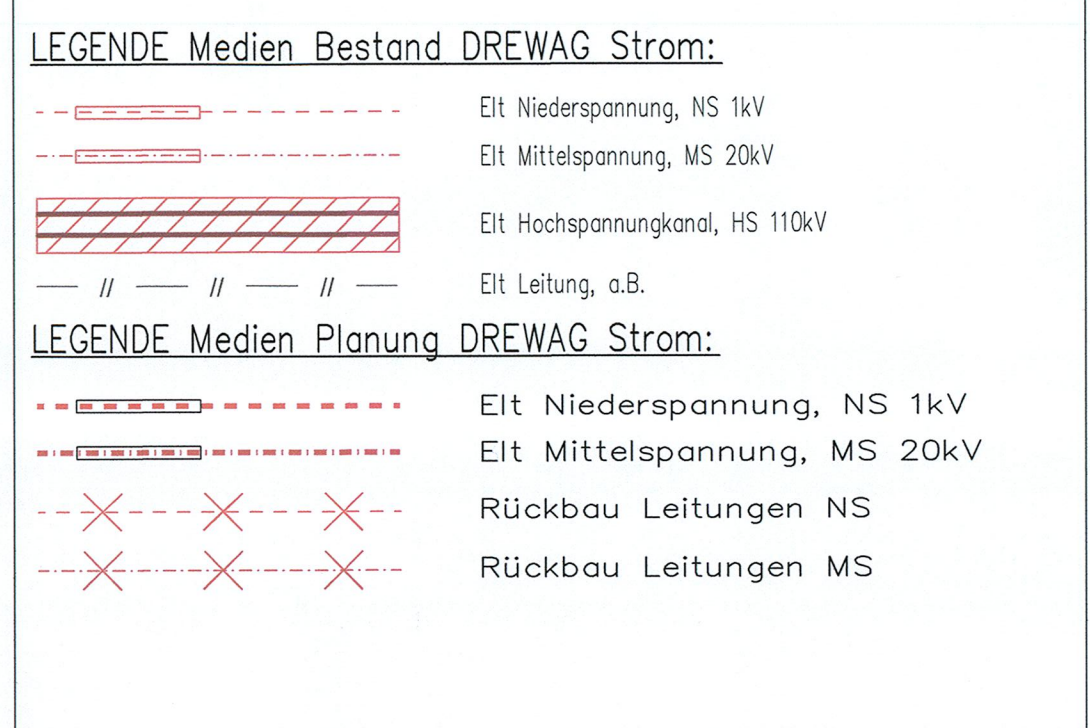 LEGENDE Medien Bestand DREWAG Strom:
Elt Niederspannung, NS 1kV
Elt Mittelspannung, MS 20kV
Elt Hochspannungkanal, HS 110kV
Elt Leitung, a.B.
LEGENDE Medien Planung DREWAG Strom:
Elt Niederspannung, NS 1kV
Elt Mittelspannung, MS 20kV
Rückbau Leitungen NS
Rückbau Leitungen MS